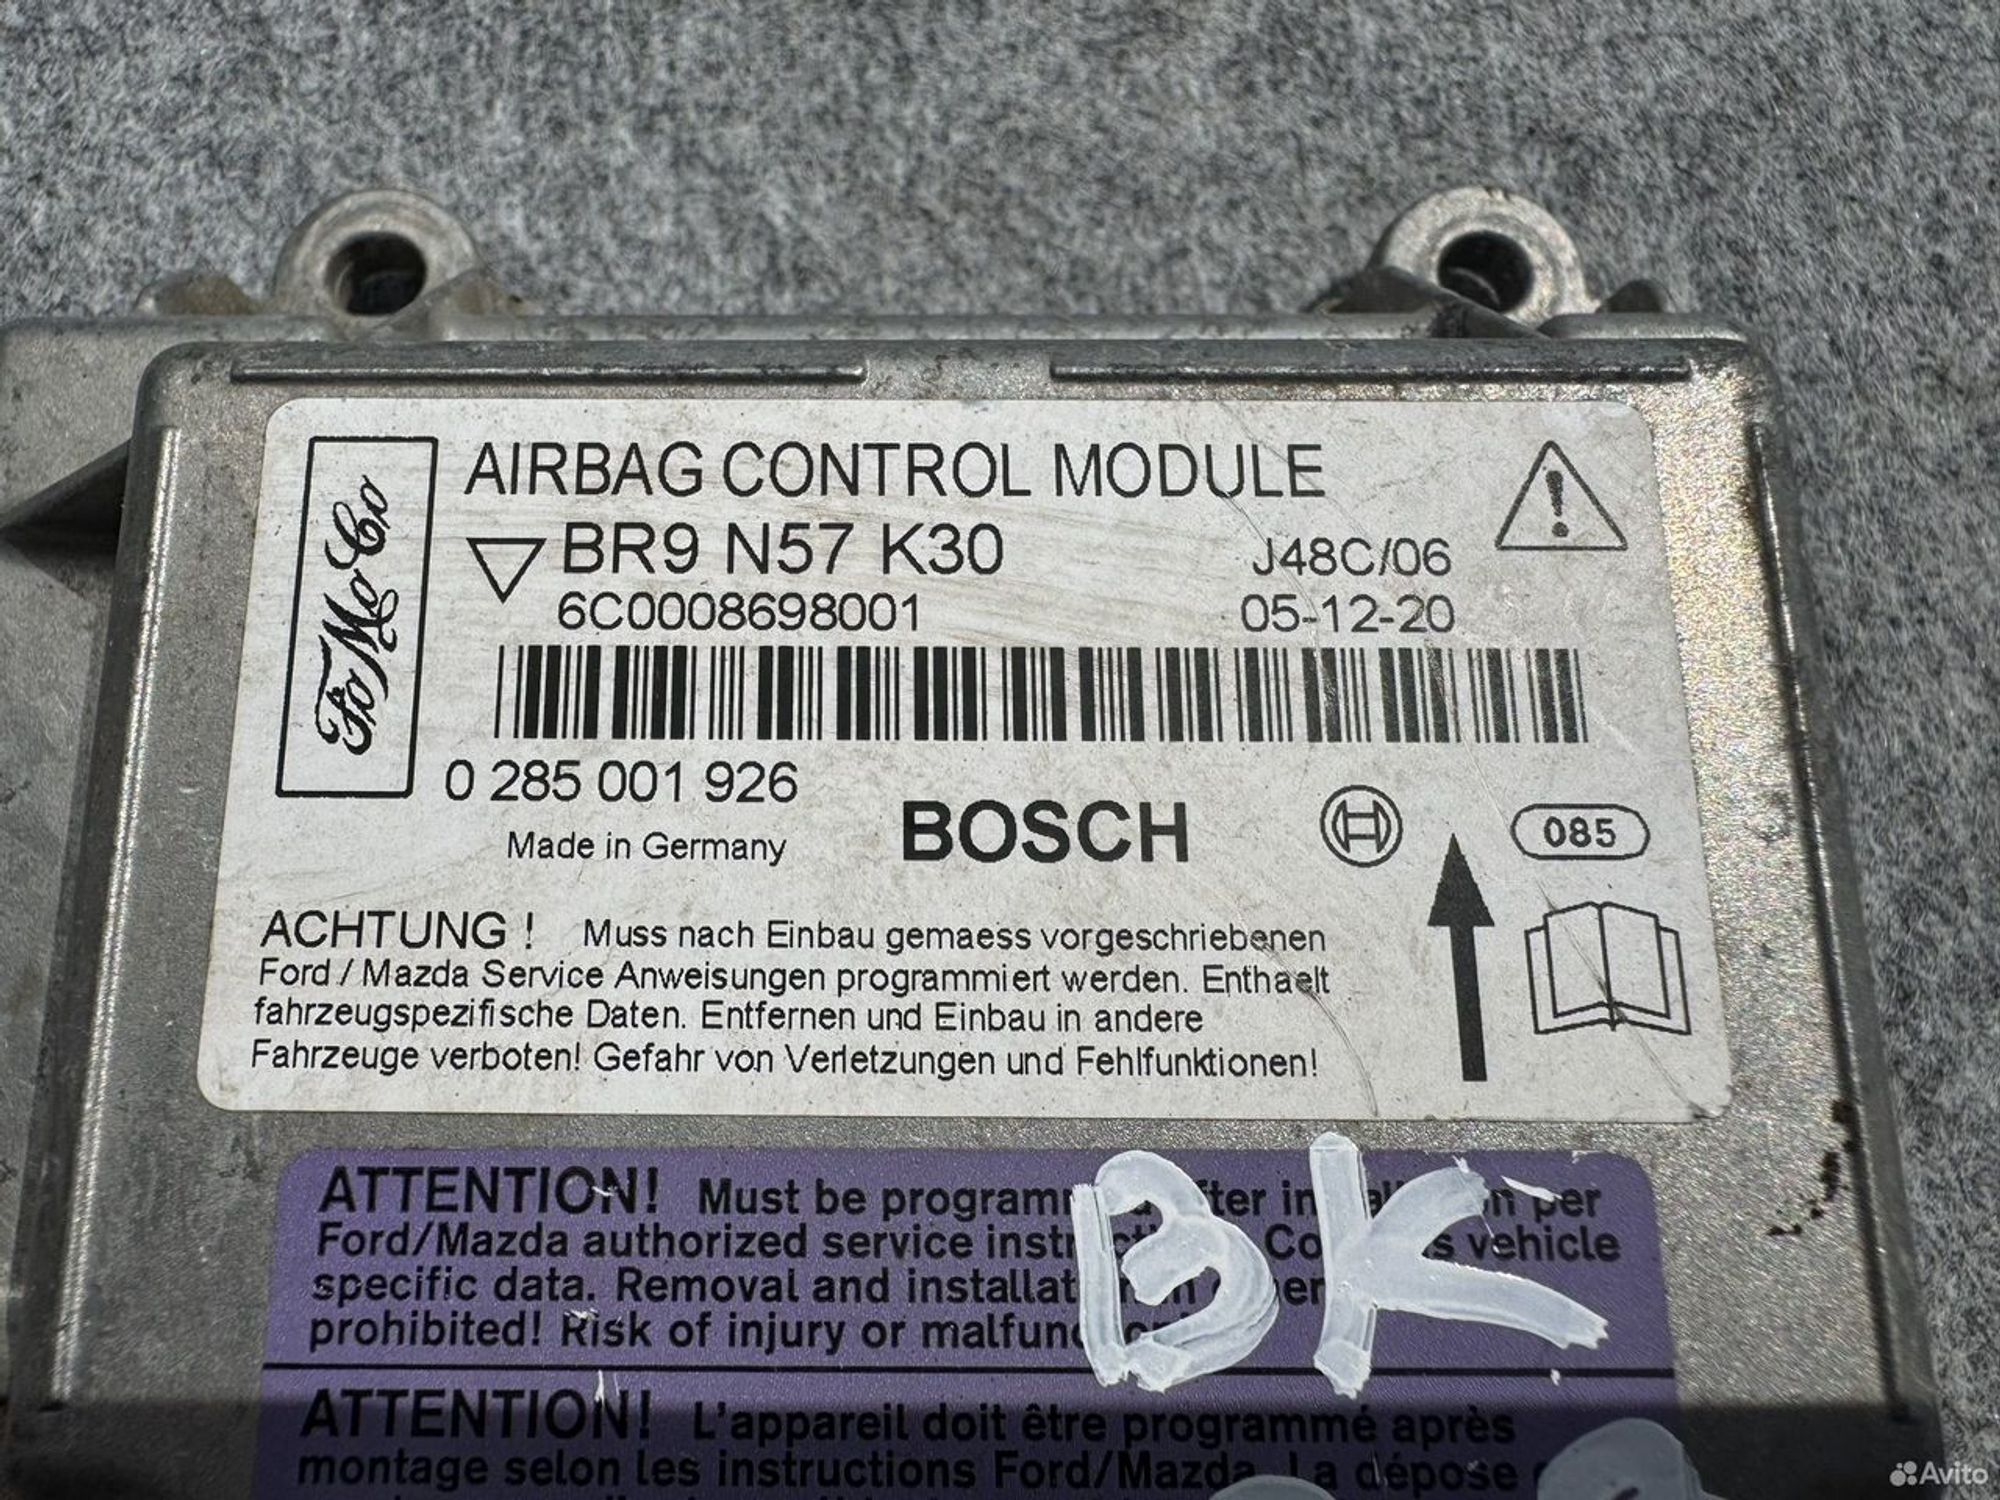 FoMoCo
AIRBAG CONTROL MODULE
BR9 N57 K30
J48C/06
6C0008698001
05-12-20
0 285 001 926
Made in Germany
BOSCH
085
ACHTUNG ! Muss nach Einbau gemaess vorgeschriebenen
Ford / Mazda Service Anweisungen programmiert werden. Enthaelt
fahrzeugspezifische Daten. Entfernen und Einbau in andere
Fahrzeuge verboten! Gefahr von Verletzungen und Fehlfunktionen!
BK
ATTENTION! Must be per
Ford/Mazda authorized service vehicle
specific data. Removal and
prohibited! Risk of injury or
ATTENTION! L'appareil doit être programmé après
montage selon les instructions Ford/Mazda. La dépose
Avito